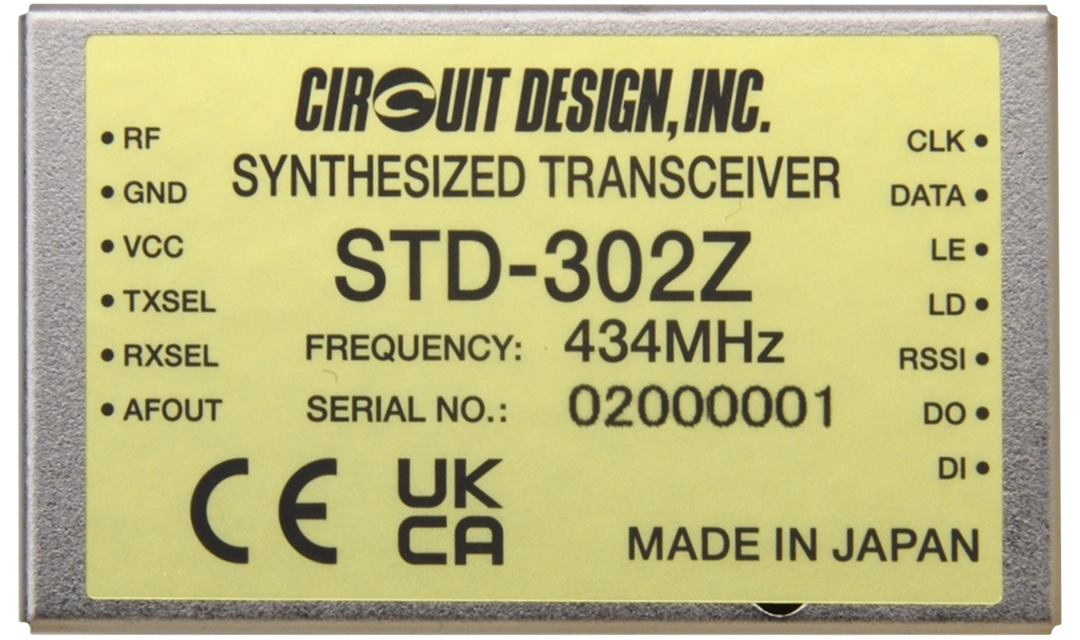 CIRCUIT DESIGN, INC.
SYNTHESIZED TRANSCEIVER
STD-302Z
FREQUENCY: 434MHz
SERIAL NO.: 02000001
• RF
• GND
• VCC
• TXSEL
• RXSEL
• AFOUT
CLK •
DATA •
LE •
LD •
RSSI •
DO •
DI •
CE
UK
CA
MADE IN JAPAN